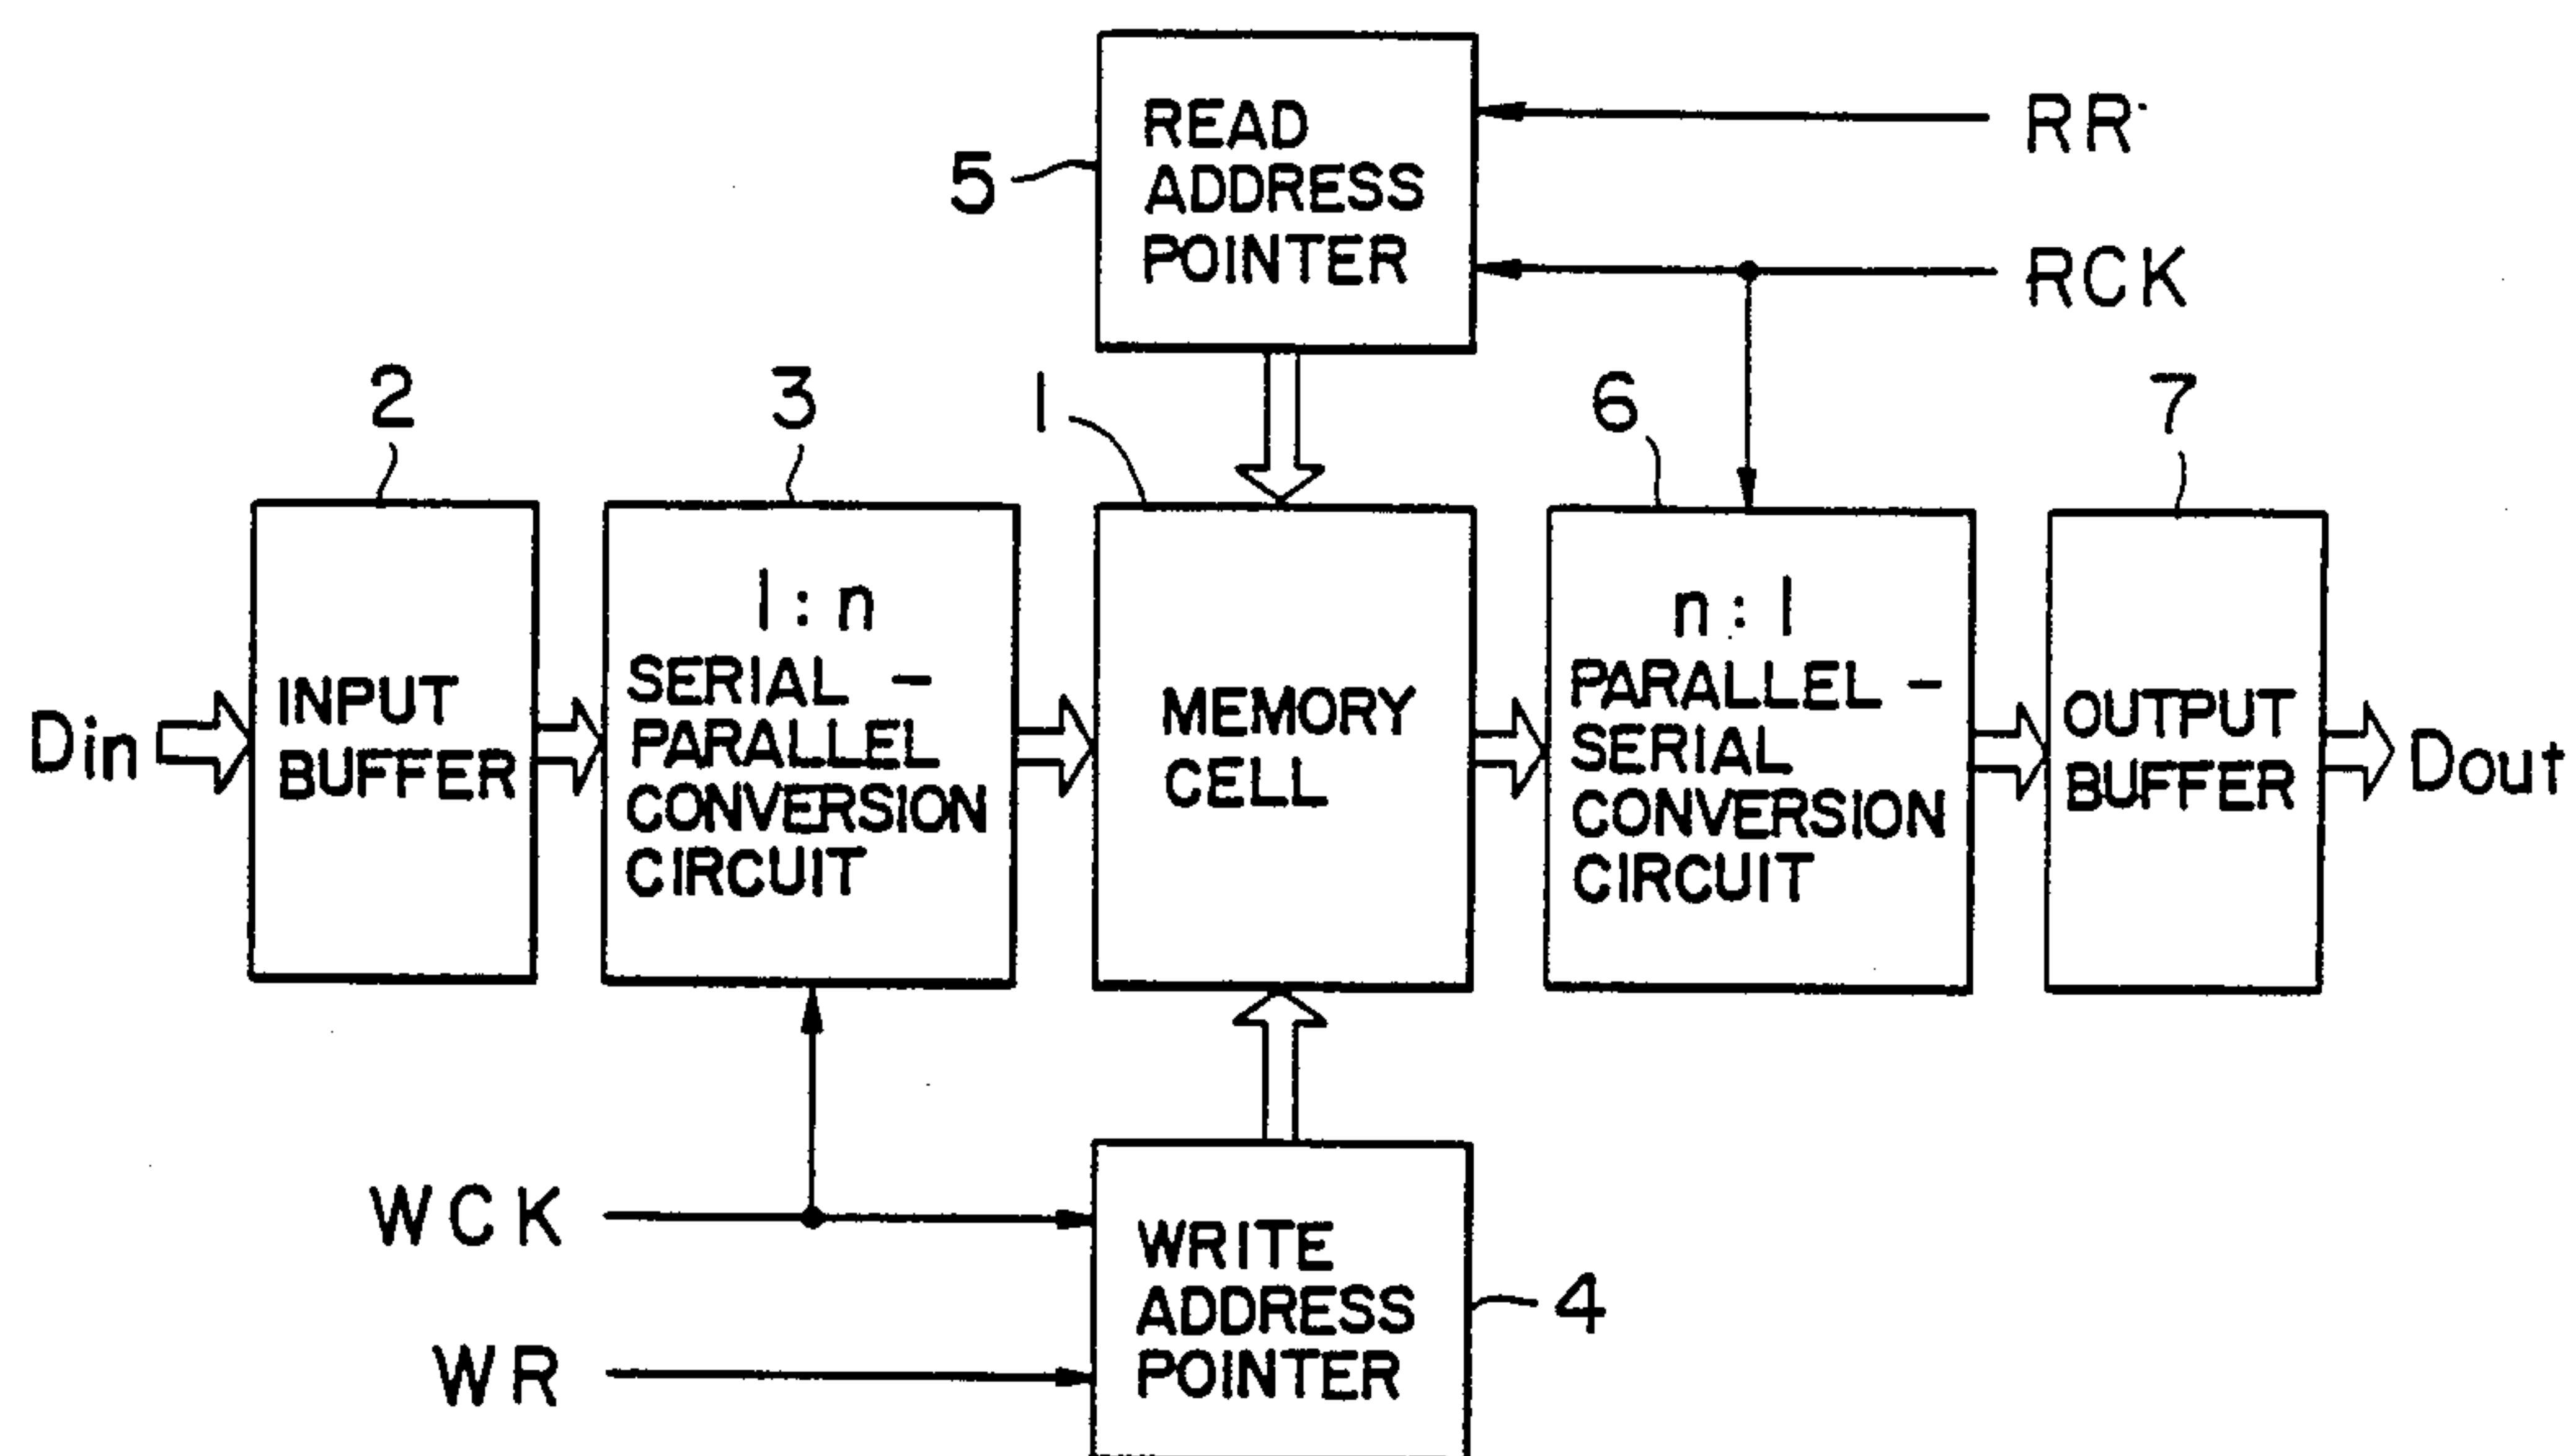 READ
ADDRESS
POINTER
RR
RCK
5
2
3
1
6
7
Din
INPUT
BUFFER
1 : n
SERIAL -
PARALLEL
CONVERSION
CIRCUIT
MEMORY
CELL
n : 1
PARALLEL -
SERIAL
CONVERSION
CIRCUIT
OUTPUT
BUFFER
Dout
WCK
WR
WRITE
ADDRESS
POINTER
4